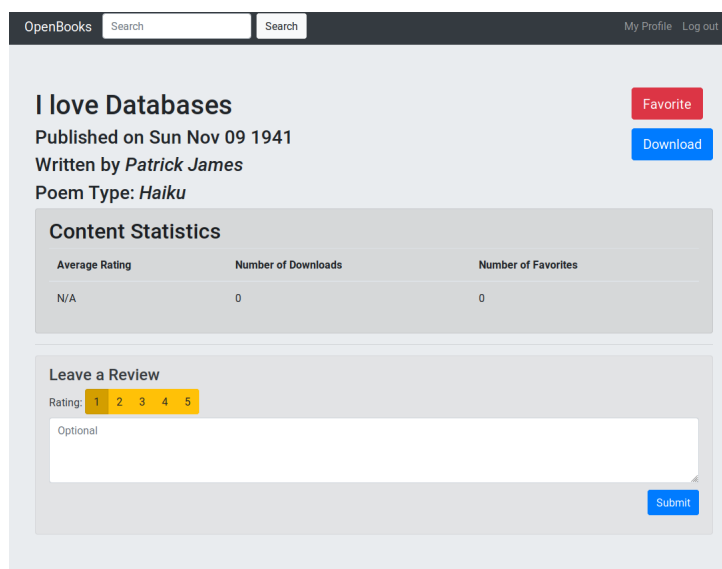 OpenBooks Search Search My Profile Log out
I love Databases
Favorite
Published on Sun Nov 09 1941
Download
Written by Patrick James
Poem Type: Haiku
Content Statistics
Average Rating Number of Downloads Number of Favorites
N/A 0 0
Leave a Review
Rating: 1 2 3 4 5
Optional
Submit